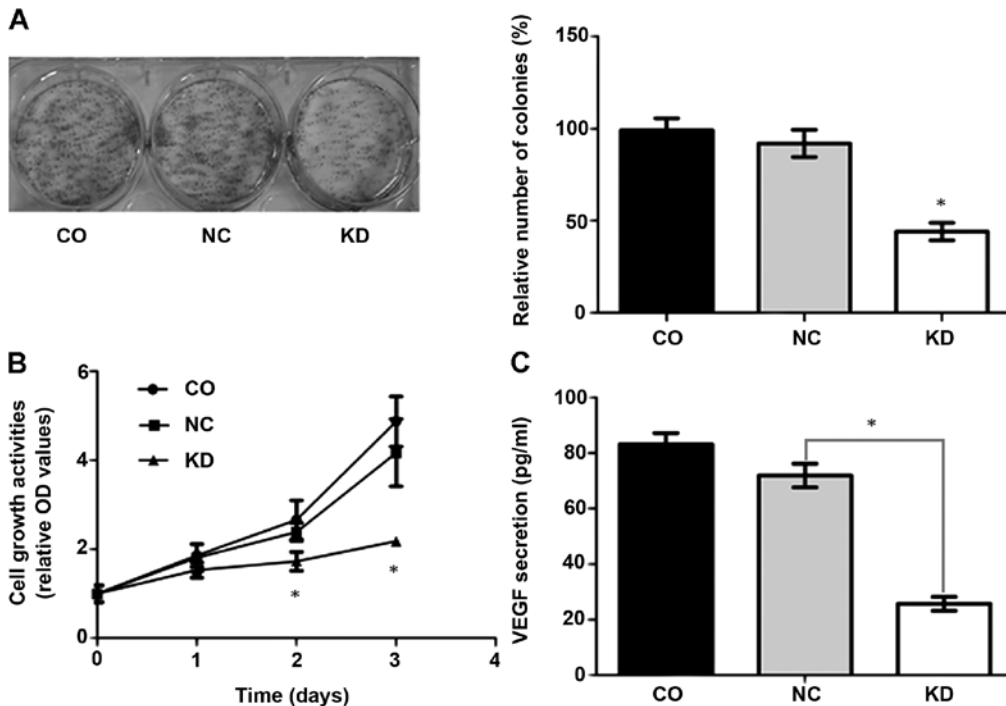 A
CO NC KD
Relative number of colonies (%)
150
100
50
0
*
CO NC KD
B
Cell growth activities
(relative OD values)
6
4
2
0
CO
NC
KD
*
*
0 1 2 3 4
Time (days)
C
VEGF secretion (pg/ml)
100
80
60
40
20
0
*
CO NC KD